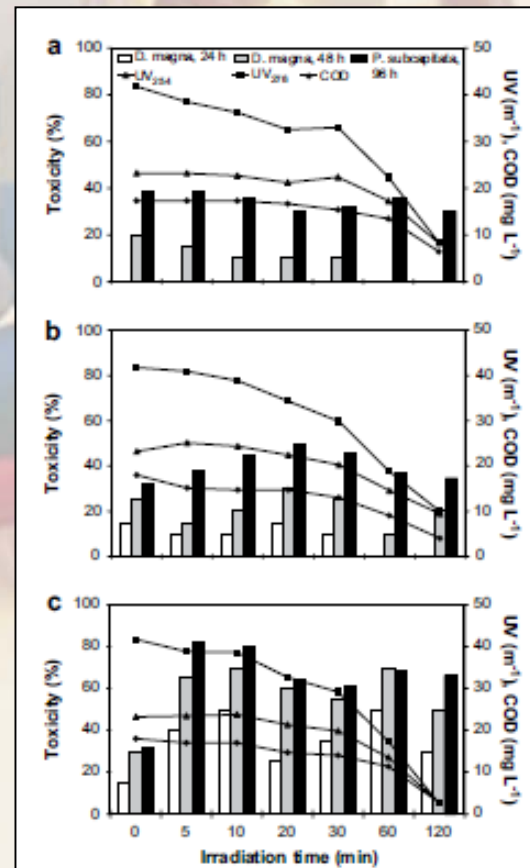 a
D. magna, 24 h D. magna, 48 h P. subcapitata, 96 h
UV254 UV276 COD
Toxicity (%)
100
80
60
40
20
0
UV (m-1), COD (mg L-1)
50
40
30
20
10
0
b
Toxicity (%)
100
80
60
40
20
0
UV (m-1), COD (mg L-1)
50
40
30
20
10
0
c
Toxicity (%)
100
80
60
40
20
0
UV (m-1), COD (mg L-1)
50
40
30
20
10
0
0 5 10 20 30 60 120
Irradiation time (min)